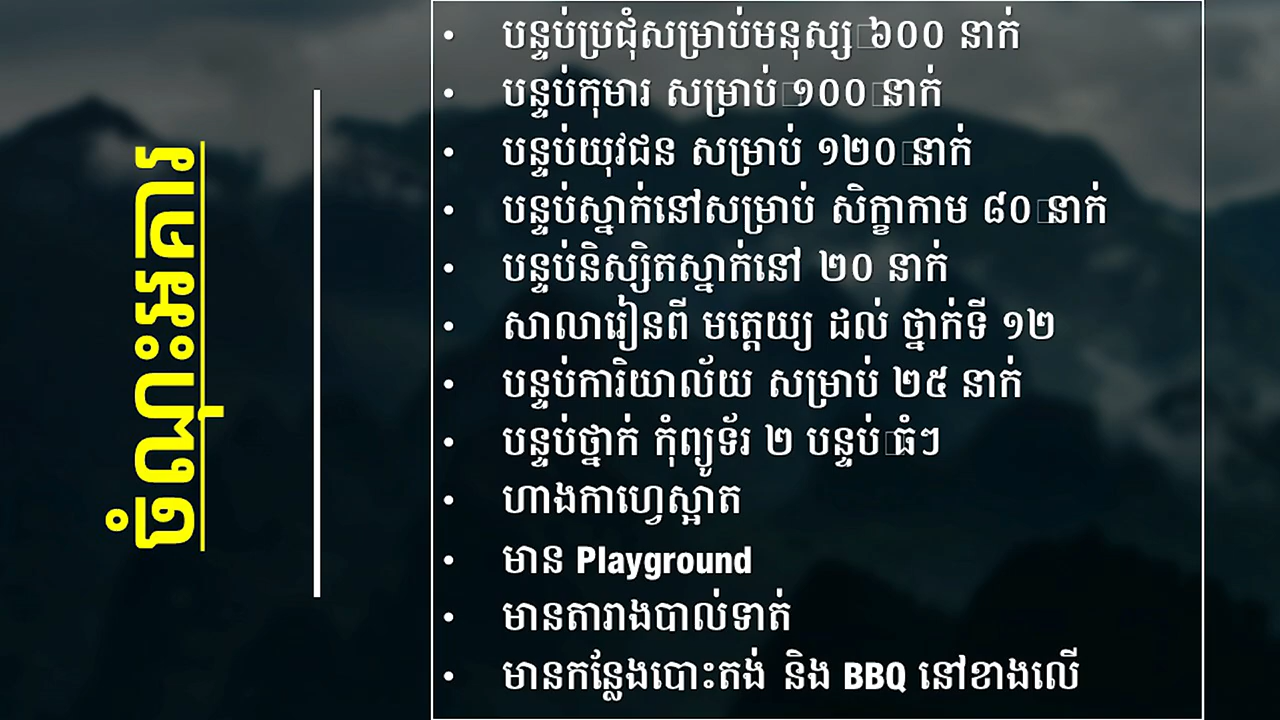 ចំណុះអគារ
• បន្ទប់ប្រជុំសម្រាប់មនុស្ស ៦០០ នាក់
• បន្ទប់កុមារ សម្រាប់ ១០០ នាក់
• បន្ទប់យុវជន សម្រាប់ ១២០ នាក់
• បន្ទប់ស្នាក់នៅសម្រាប់ សិក្ខាកាម ៨០ នាក់
• បន្ទប់និស្សិតស្នាក់នៅ ២០ នាក់
• សាលារៀនពី មត្តេយ្យ ដល់ ថ្នាក់ទី ១២
• បន្ទប់ការិយាល័យ សម្រាប់ ២៥ នាក់
• បន្ទប់ថ្នាក់ កុំព្យូទ័រ ២ បន្ទប់ ធំៗ
• ហាងកាហ្វេស្អាត
• មាន Playground
• មានតារាងបាល់ទាត់
• មានកន្លែងបោះតង់ និង BBQ នៅខាងលើ